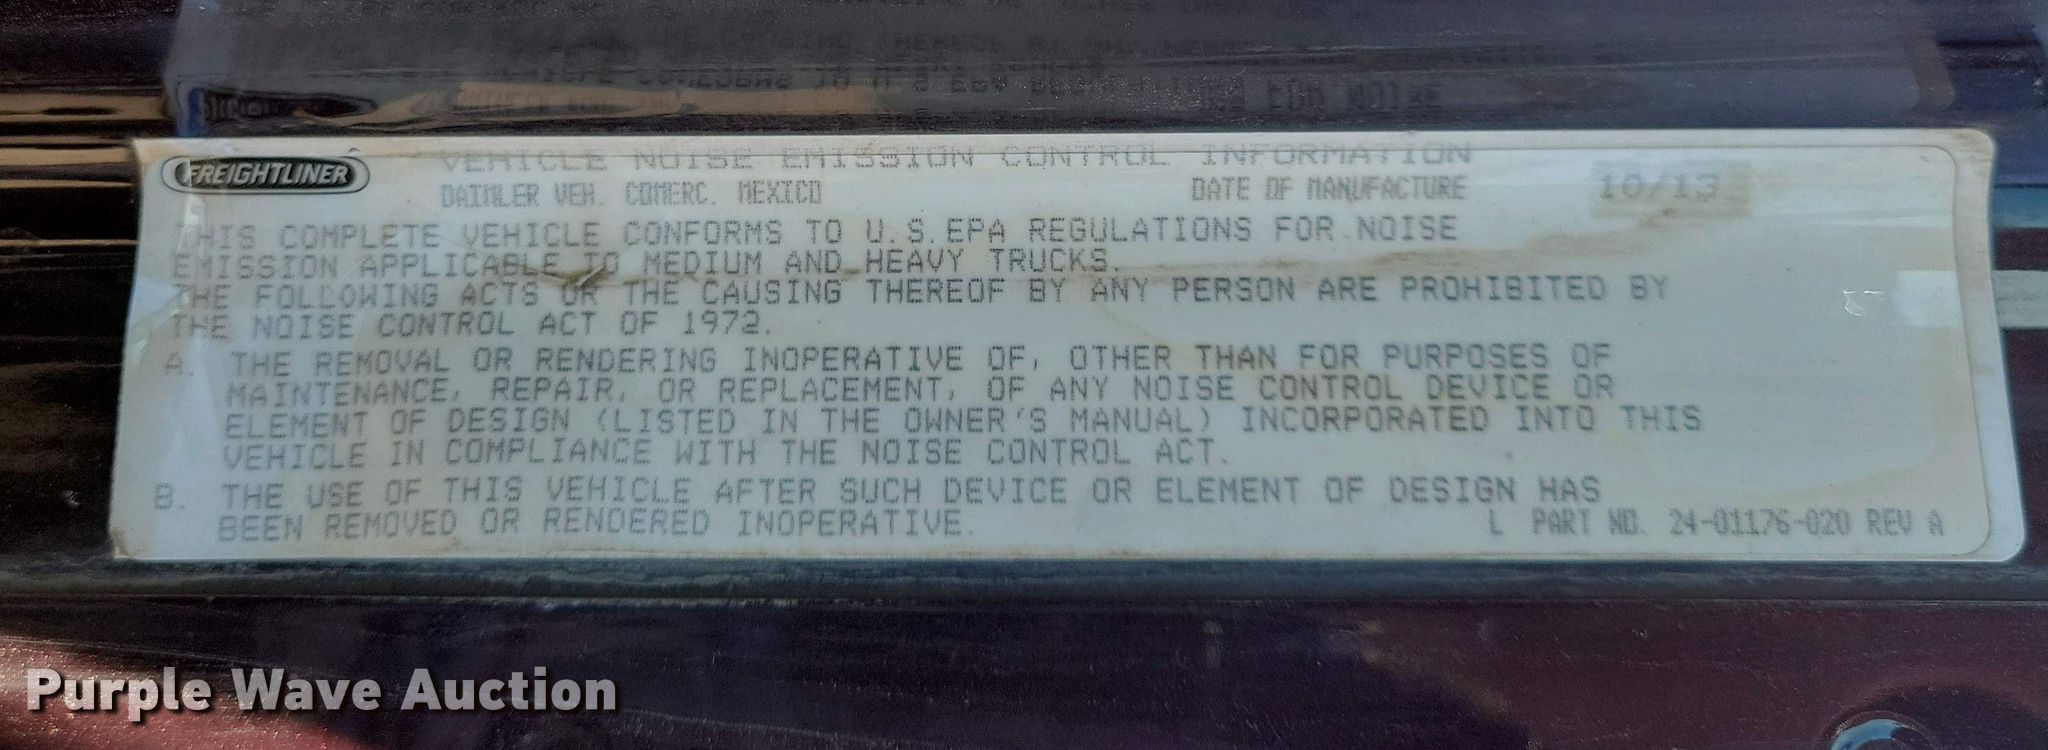 FREIGHTLINER
VEHICLE NOISE EMISSION CONTROL INFORMATION
DAIMLER VEH. COMERC. MEXICO DATE OF MANUFACTURE 10/13
THIS COMPLETE VEHICLE CONFORMS TO U.S.EPA REGULATIONS FOR NOISE
EMISSION APPLICABLE TO MEDIUM AND HEAVY TRUCKS.
THE FOLLOWING ACTS OR THE CAUSING THEREOF BY ANY PERSON ARE PROHIBITED BY
THE NOISE CONTROL ACT OF 1972.
A. THE REMOVAL OR RENDERING INOPERATIVE OF, OTHER THAN FOR PURPOSES OF
MAINTENANCE, REPAIR, OR REPLACEMENT, OF ANY NOISE CONTROL DEVICE OR
ELEMENT OF DESIGN (LISTED IN THE OWNER'S MANUAL) INCORPORATED INTO THIS
VEHICLE IN COMPLIANCE WITH THE NOISE CONTROL ACT.
B. THE USE OF THIS VEHICLE AFTER SUCH DEVICE OR ELEMENT OF DESIGN HAS
BEEN REMOVED OR RENDERED INOPERATIVE.
L PART NO. 24-01176-020 REV A
Purple Wave Auction